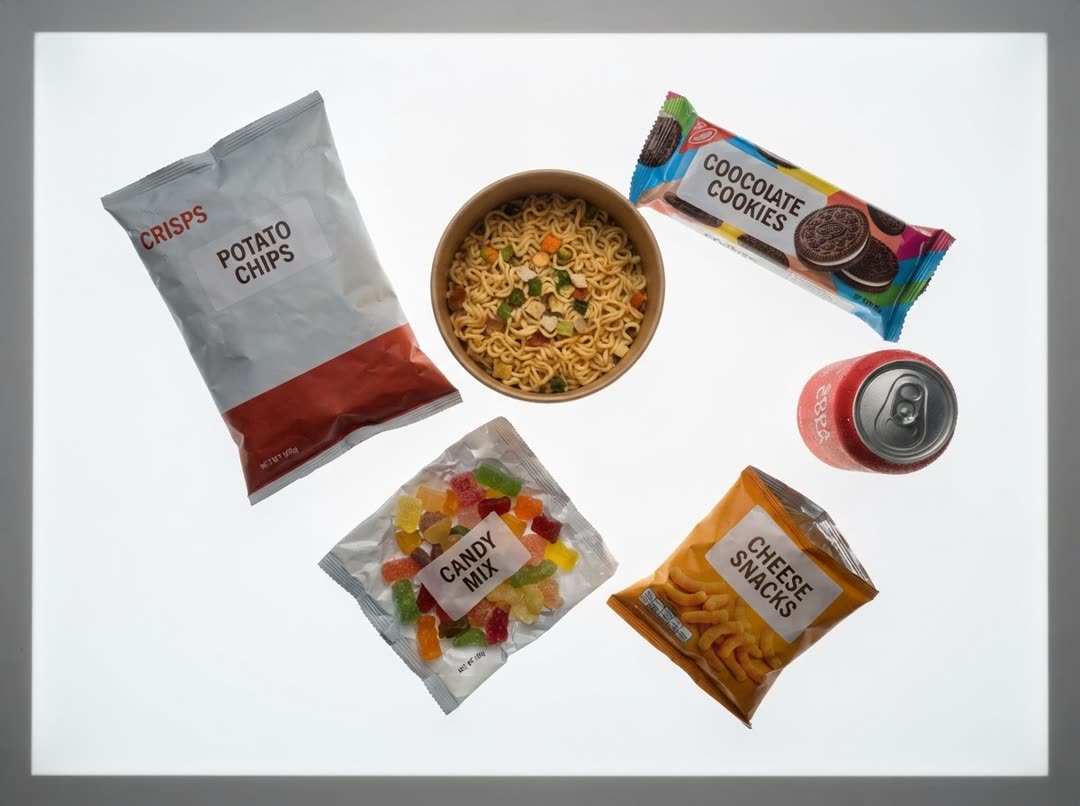 CRISPS
POTATO
CHIPS
COOCOLATE
COOKIES
CANDY
MIX
CHEESE
SNACKS